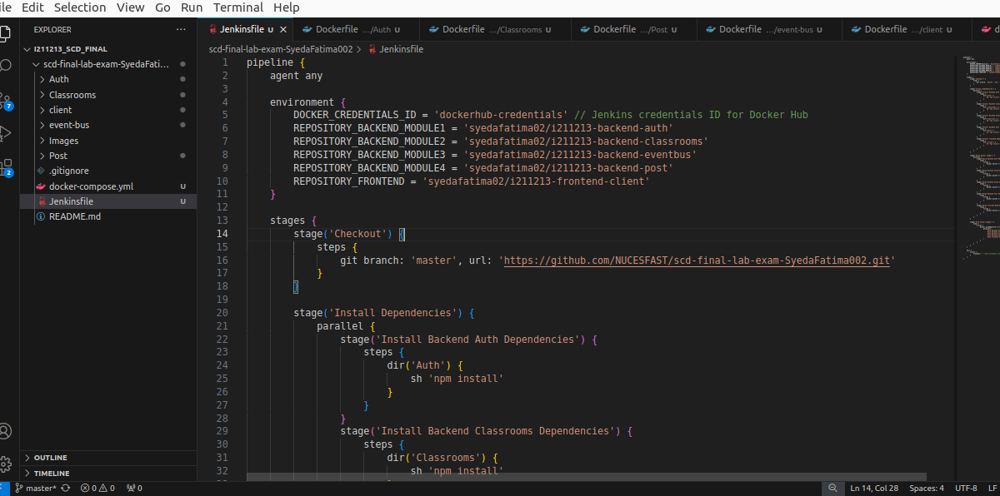 ile Edit Selection View Go Run Terminal Help
EXPLORER ...
Jenkinsfile U
Dockerfile .../Auth U
Dockerfile .../Classrooms U
Dockerfile .../Post U
Dockerfile .../event-bus U
Dockerfile .../client U
d
I211213_SCD_FINAL
scd-final-lab-exam-SyedaFati...
Auth
Classrooms
client
event-bus
Images
Post
.gitignore
docker-compose.yml U
Jenkinsfile U
README.md
7
2
OUTLINE
TIMELINE
scd-final-lab-exam-SyedaFatima002 > Jenkinsfile
1 pipeline {
2 agent any
3
4 environment {
5 DOCKER_CREDENTIALS_ID = 'dockerhub-credentials' // Jenkins credentials ID for Docker Hub
6 REPOSITORY_BACKEND_MODULE1 = 'syedafatima02/i211213-backend-auth'
7 REPOSITORY_BACKEND_MODULE2 = 'syedafatima02/i211213-backend-classrooms'
8 REPOSITORY_BACKEND_MODULE3 = 'syedafatima02/i211213-backend-eventbus'
9 REPOSITORY_BACKEND_MODULE4 = 'syedafatima02/i211213-backend-post'
10 REPOSITORY_FRONTEND = 'syedafatima02/i211213-frontend-client'
11 }
12
13 stages {
14 stage('Checkout') {
15 steps {
16 git branch: 'master', url: 'https://github.com/NUCESFAST/scd-final-lab-exam-SyedaFatima002.git'
17 }
18 }
19
20 stage('Install Dependencies') {
21 parallel {
22 stage('Install Backend Auth Dependencies') {
23 steps {
24 dir('Auth') {
25 sh 'npm install'
26 }
27 }
28 }
29 stage('Install Backend Classrooms Dependencies') {
30 steps {
31 dir('Classrooms') {
32 sh 'npm install'
master* 0 0 0
Ln 14, Col 28 Spaces: 4 UTF-8 LF